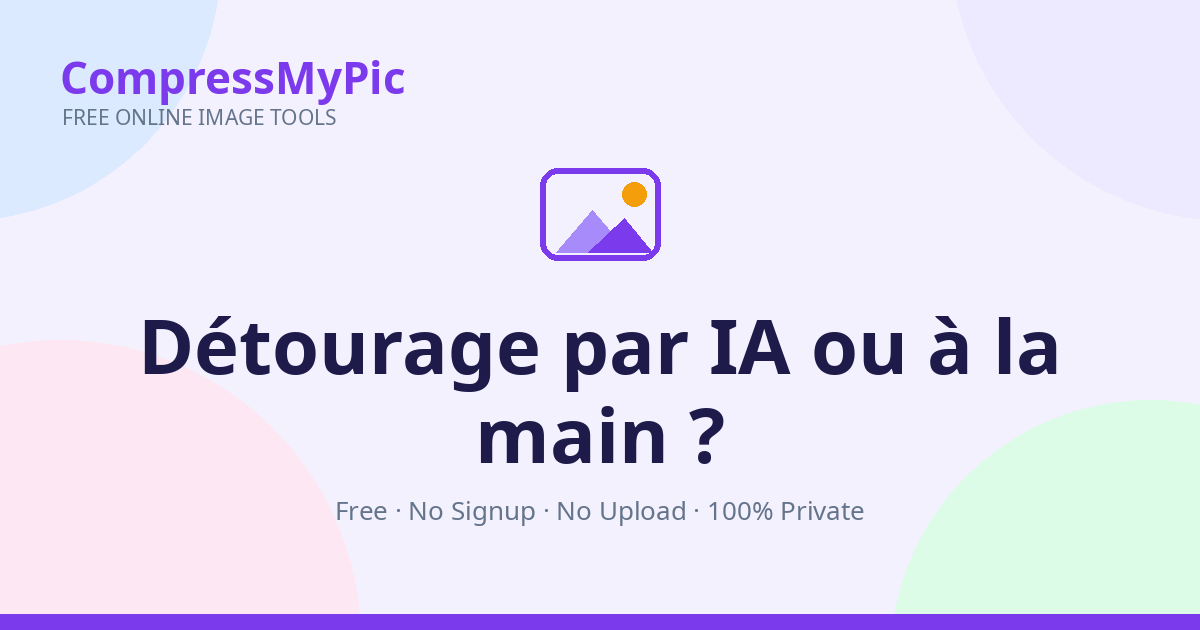 CompressMyPic
FREE ONLINE IMAGE TOOLS
Détourage par IA ou à la
main ?
Free · No Signup · No Upload · 100% Private